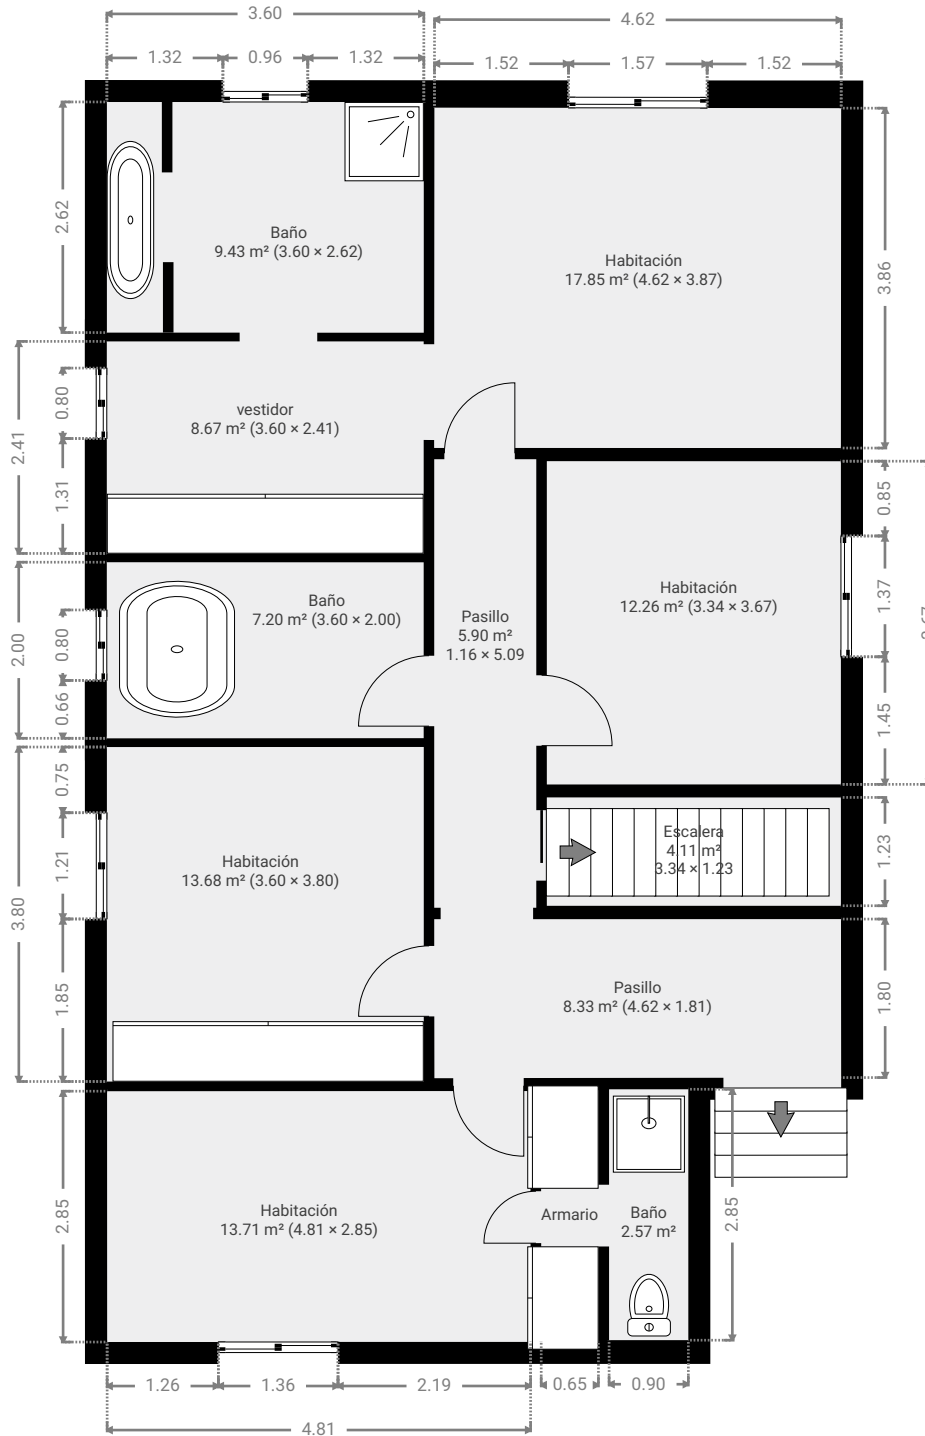 3.60
4.62
1.32
0.96
1.32
1.52
1.57
1.52
2.62
Baño
9.43 m² (3.60 × 2.62)
Habitación
17.85 m² (4.62 × 3.87)
3.86
0.80
2.41
vestidor
8.67 m² (3.60 × 2.41)
1.31
0.85
Habitación
12.26 m² (3.34 × 3.67)
1.37
Baño
7.20 m² (3.60 × 2.00)
Pasillo
5.90 m²
1.16 × 5.09
2.00
0.80
0.66
1.45
0.75
Escalera
4.11 m²
3.34 × 1.23
1.23
Habitación
13.68 m² (3.60 × 3.80)
1.21
3.80
1.85
Pasillo
8.33 m² (4.62 × 1.81)
1.80
2.85
Habitación
13.71 m² (4.81 × 2.85)
Armario
Baño
2.57 m²
2.85
1.26
1.36
2.19
0.65
0.90
4.81